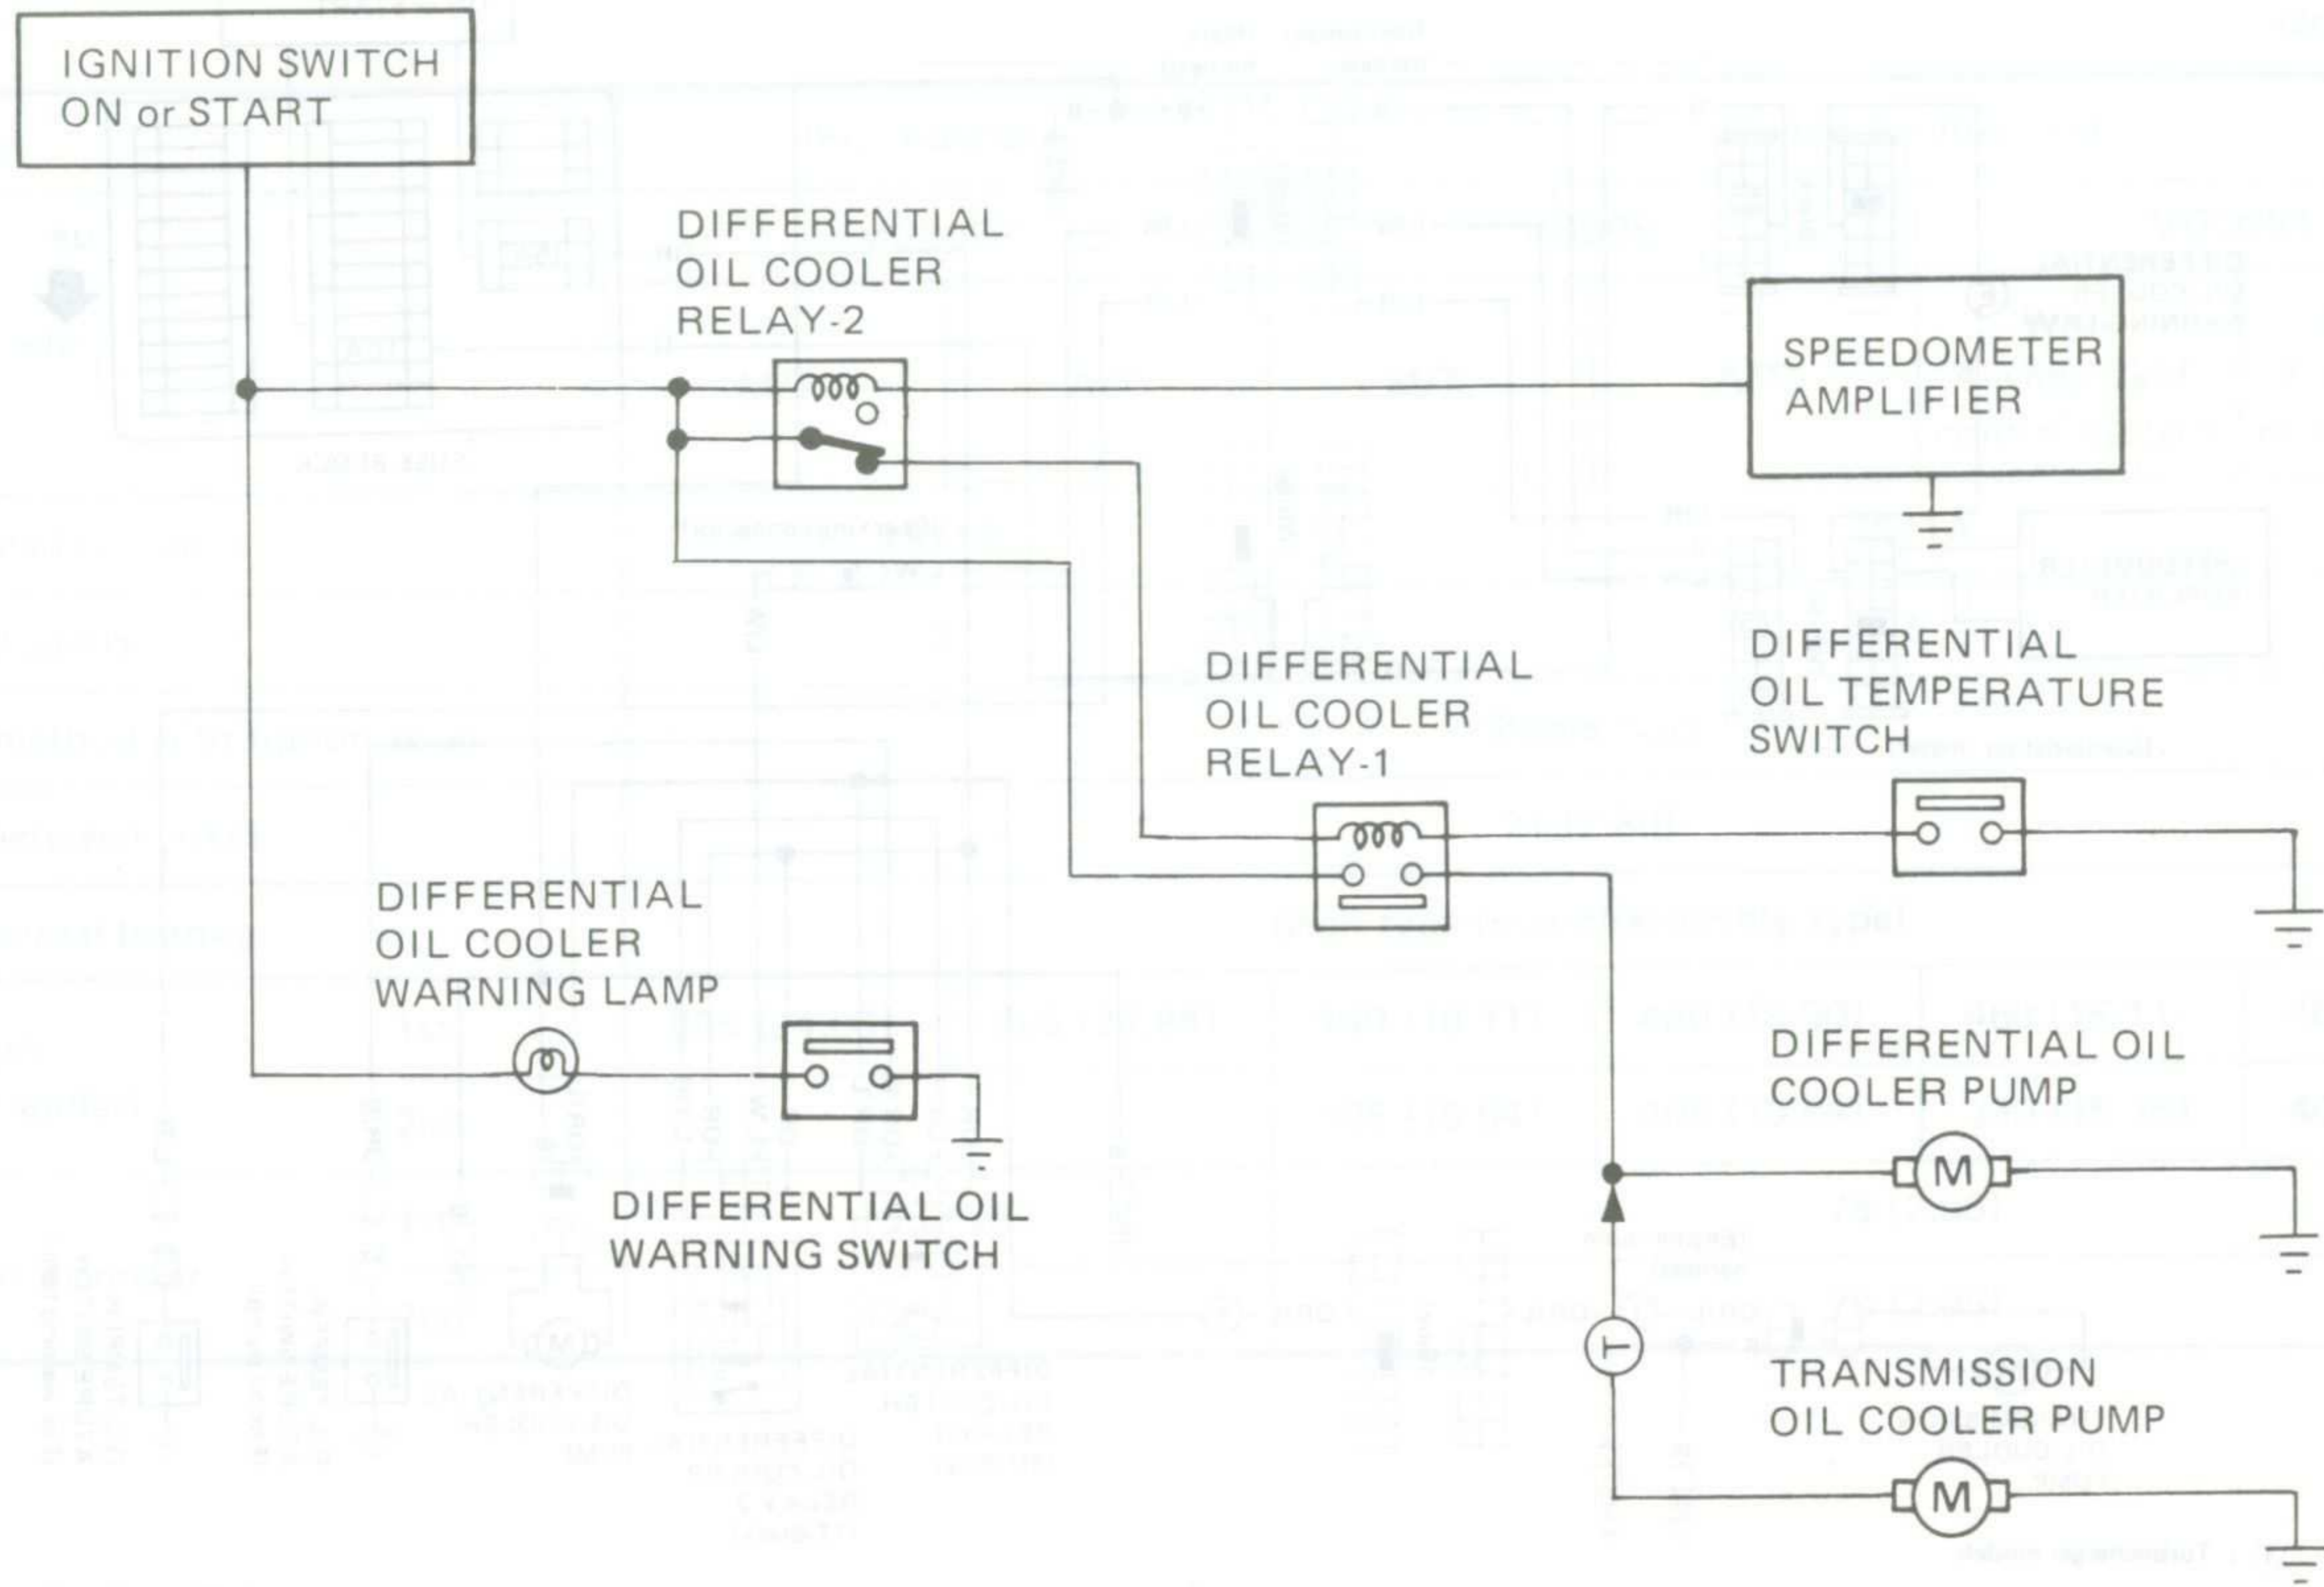 IGNITION SWITCH
ON or START
DIFFERENTIAL
OIL COOLER
RELAY-2
SPEEDOMETER
AMPLIFIER
DIFFERENTIAL
OIL COOLER
RELAY-1
DIFFERENTIAL
OIL TEMPERATURE
SWITCH
DIFFERENTIAL
OIL COOLER
WARNING LAMP
DIFFERENTIAL OIL
WARNING SWITCH
DIFFERENTIAL OIL
COOLER PUMP
M
T
TRANSMISSION
OIL COOLER PUMP
M